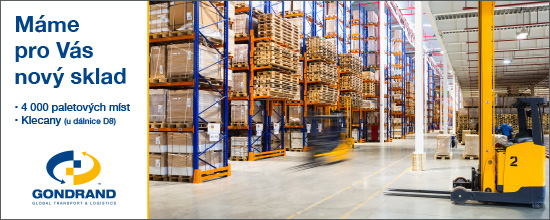 Máme
pro Vás
nový sklad
• 4 000 paletových míst
• Klecany (u dálnice D8)
GONDRAND
GLOBAL TRANSPORT & LOGISTICS
2